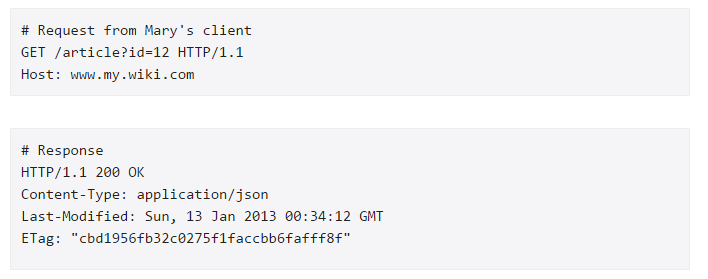 # Request from Mary's client
GET /article?id=12 HTTP/1.1
Host: www.my.wiki.com
# Response
HTTP/1.1 200 OK
Content-Type: application/json
Last-Modified: Sun, 13 Jan 2013 00:34:12 GMT
ETag: "cbd1956fb32c0275f1faccbb6fafff8f"